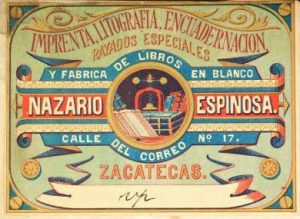 IMPRENTA, LITOGRAFIA, ENCUADERNACION.
RAYADOS ESPECIALES
Y FABRICA DE LIBROS EN BLANCO
NAZARIO ESPINOSA.
CALLE DEL CORREO Nº 17.
ZACATECAS.